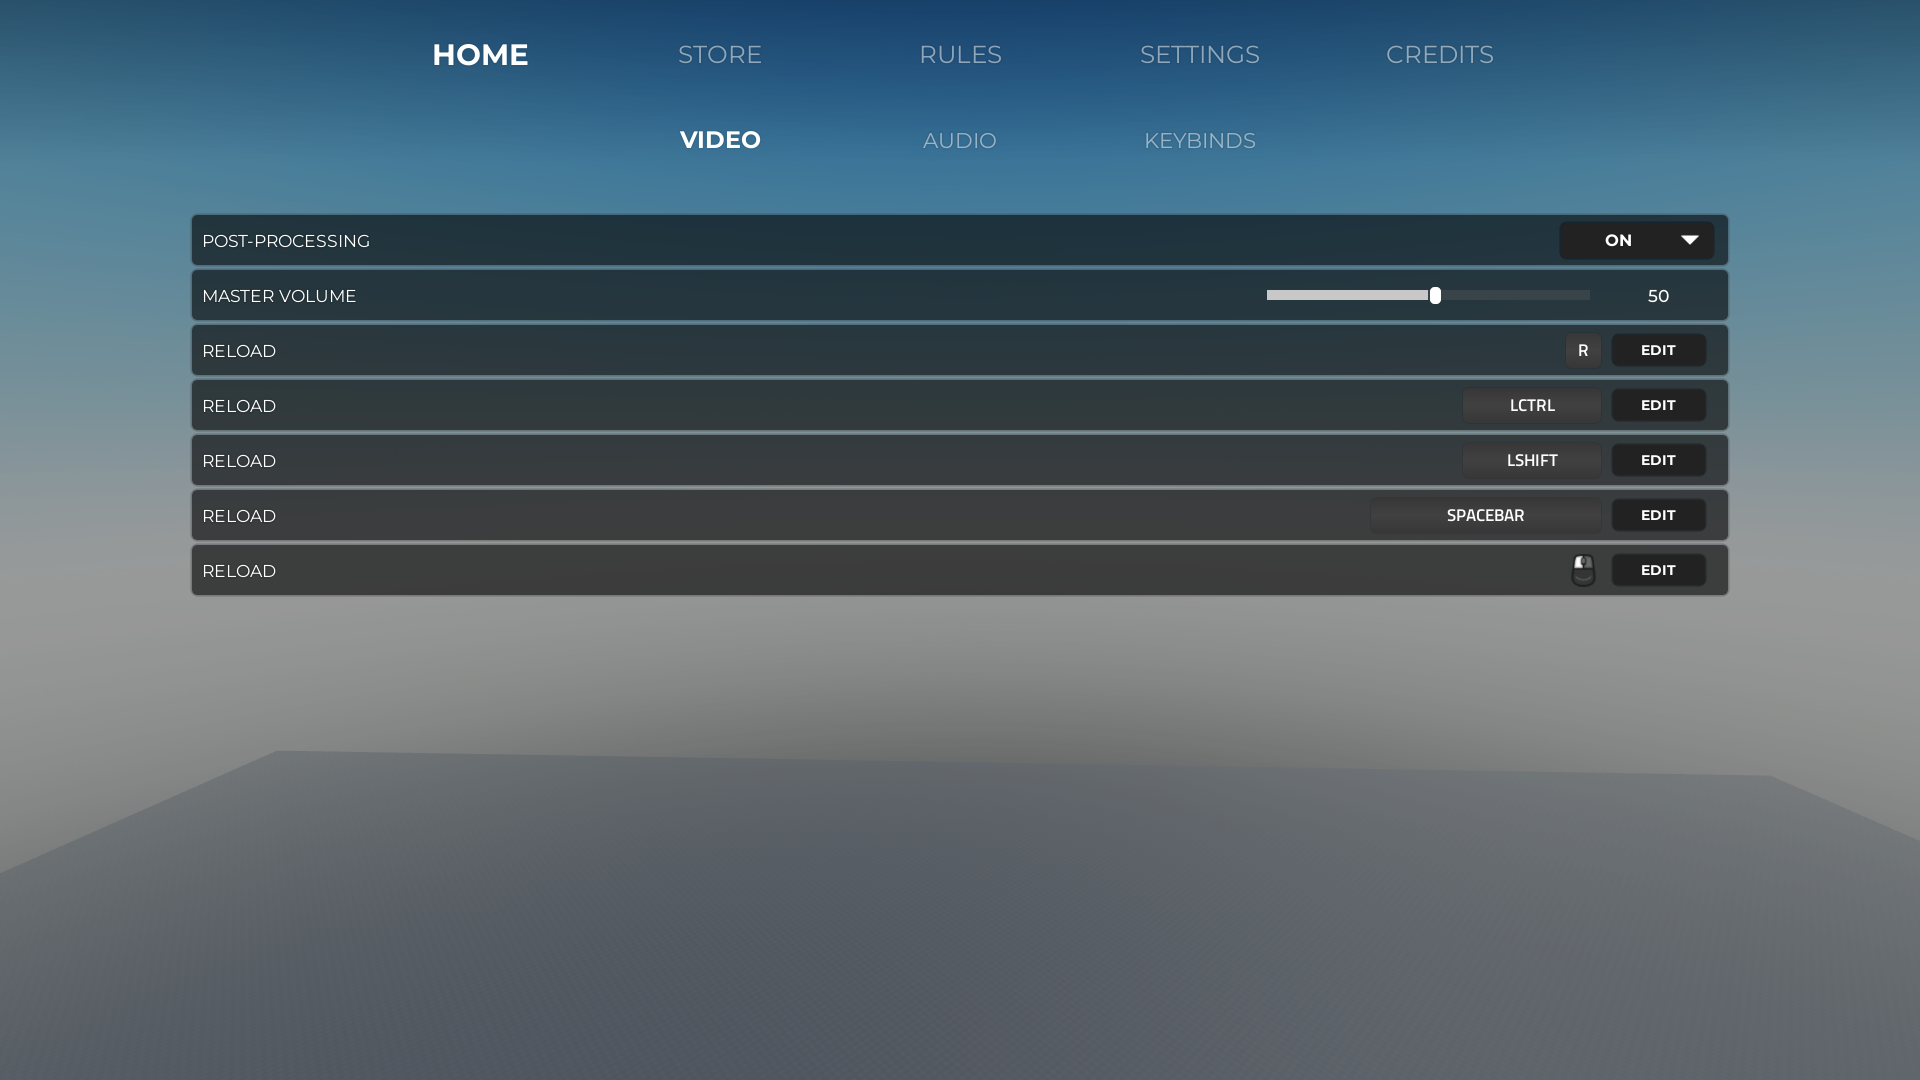 HOME STORE RULES SETTINGS CREDITS
VIDEO AUDIO KEYBINDS
POST-PROCESSING ON
MASTER VOLUME 50
RELOAD R EDIT
RELOAD LCTRL EDIT
RELOAD LSHIFT EDIT
RELOAD SPACEBAR EDIT
RELOAD EDIT